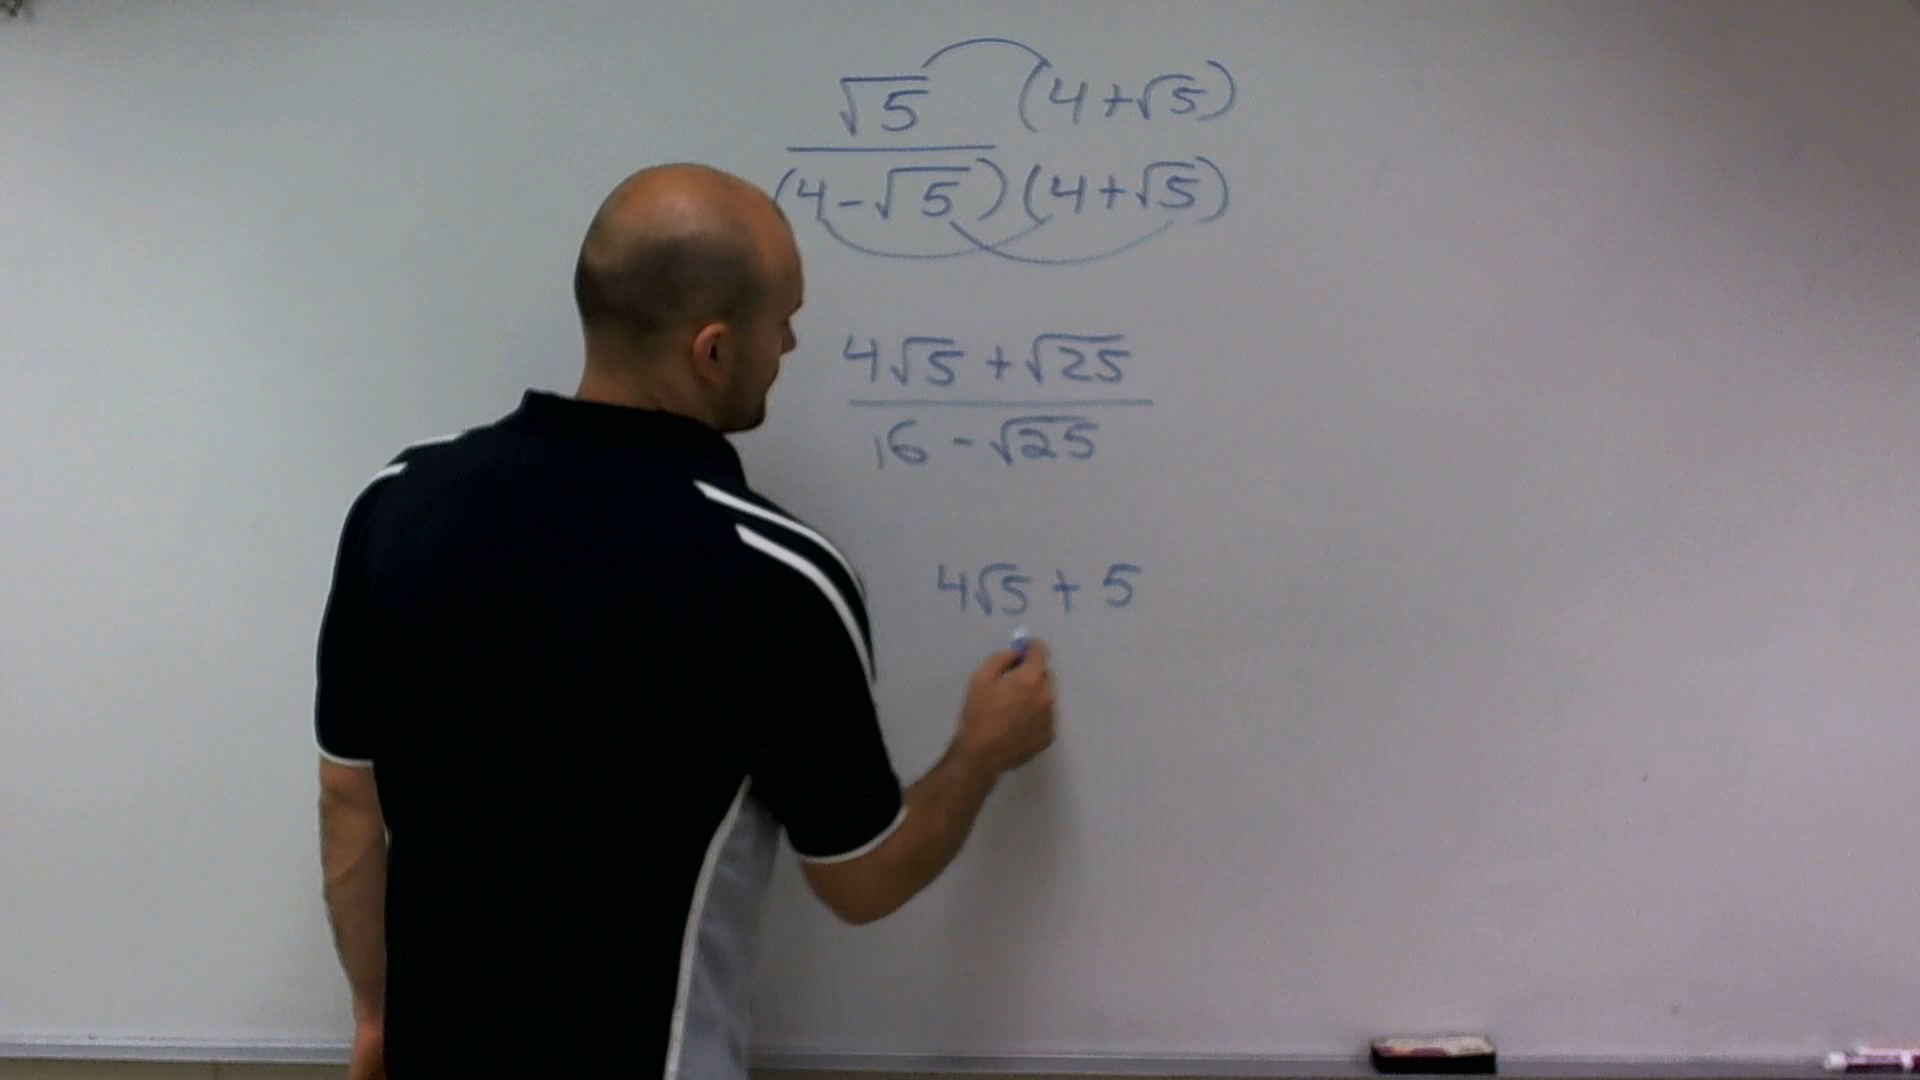 √5 (4+√5)
(4-√5)(4+√5)
4√5 + √25
16 - √25
4√5 + 5